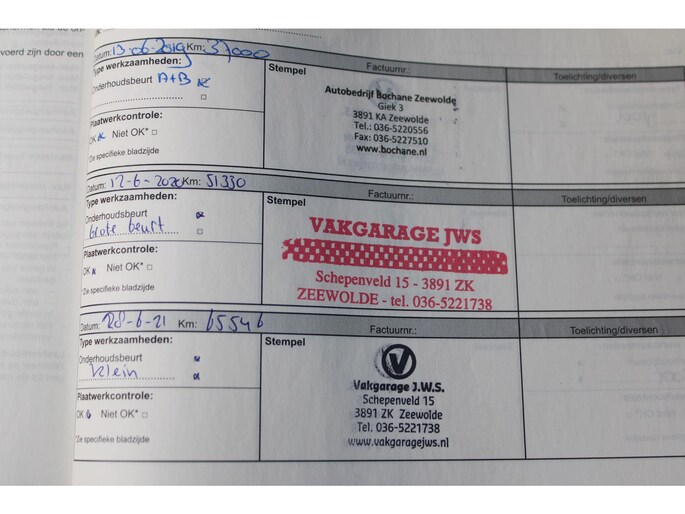 voerd zijn door een
Datum: 13-06-2019 Km: 37000
Type werkzaamheden:
Onderhoudsbeurt A+B
Plaatwerkcontrole:
OK Niet OK*
*De specifieke bladzijde
Stempel
Factuurnr.:
Toelichting/diversen
Autobedrijf Bochane Zeewolde
Giek 3
3891 KA Zeewolde
Tel.: 036-5220556
Fax: 036-5227510
www.bochane.nl
Datum: 12-6-2020 Km: 51330
Type werkzaamheden:
Onderhoudsbeurt
Grote beurt
Plaatwerkcontrole:
OK Niet OK*
*De specifieke bladzijde
Stempel
Factuurnr.:
Toelichting/diversen
VAKGARAGE JWS
Schepenveld 15 - 3891 ZK
ZEEWOLDE - tel. 036-5221738
Datum: 28-6-21 Km: 65546
Type werkzaamheden:
Onderhoudsbeurt
Klein
Plaatwerkcontrole:
OK Niet OK*
*De specifieke bladzijde
Stempel
Factuurnr.:
Toelichting/diversen
Vakgarage J.W.S.
Schepenveld 15
3891 ZK Zeewolde
Tel. 036-5221738
www.vakgaragejws.nl